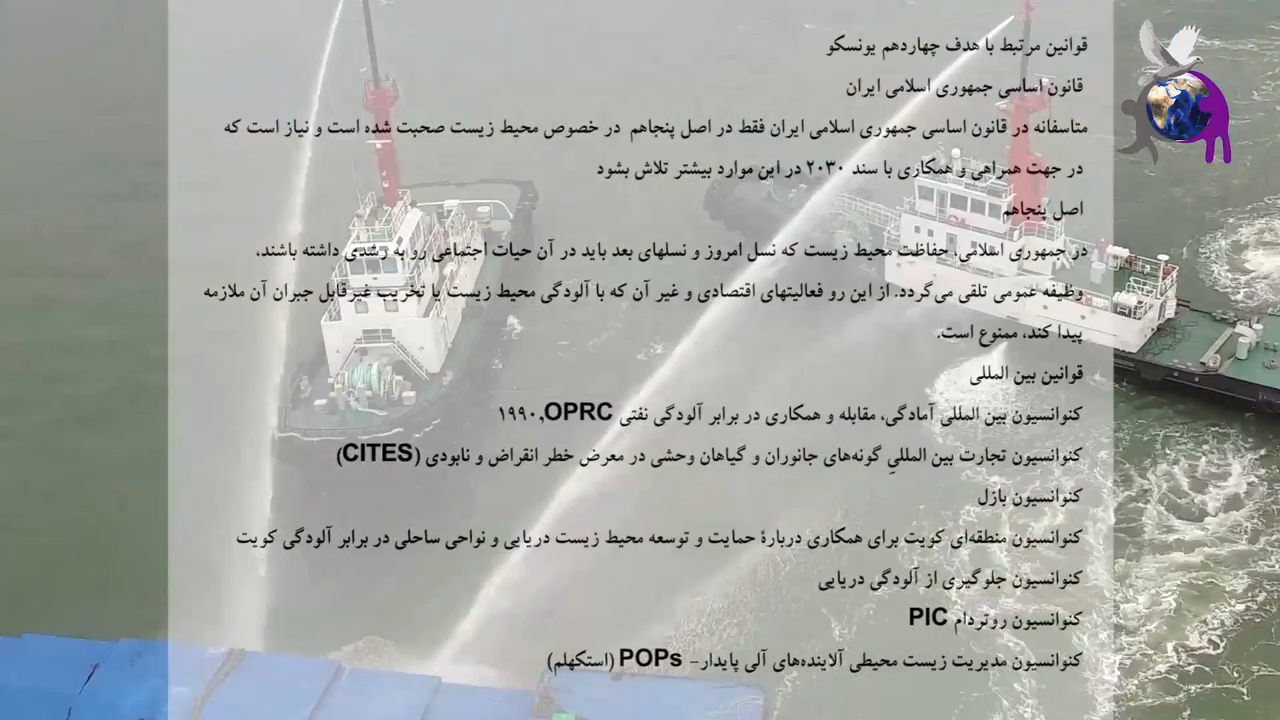 قوانین مرتبط با هدف چهاردهم یونسکو
قانون اساسی جمهوری اسلامی ایران
متاسفانه در قانون اساسی جمهوری اسلامی ایران فقط در اصل پنجاهم در خصوص محیط زیست صحبت شده است و نیاز است که
در جهت همراهی و همکاری با سند ۲۰۳۰ در این موارد بیشتر تلاش بشود
اصل پنجاهم
در جمهوری اسلامی، حفاظت محیط زیست که نسل امروز و نسلهای بعد باید در آن حیات اجتماعی رو به رشدی داشته باشند،
وظیفه عمومی تلقی می‌گردد. از این رو فعالیتهای اقتصادی و غیر آن که با آلودگی محیط زیست یا تخریب غیرقابل جبران آن ملازمه
پیدا کند، ممنوع است.
قوانین بین المللی
کنوانسیون بین المللی آمادگی، مقابله و همکاری در برابر آلودگی نفتی OPRC,۱۹۹۰
کنوانسیون تجارت بین المللیِ گونه‌های جانوران و گیاهان وحشی در معرض خطر انقراض و نابودی (CITES)
کنوانسیون بازل
کنوانسیون منطقه‌ای کویت برای همکاری دربارهٔ حمایت و توسعه محیط زیست دریایی و نواحی ساحلی در برابر آلودگی کویت
کنوانسیون جلوگیری از آلودگی دریایی
کنوانسیون روتردام PIC
کنوانسیون مدیریت زیست محیطی آلاینده‌های آلی پایدار- POPs (استکهلم)